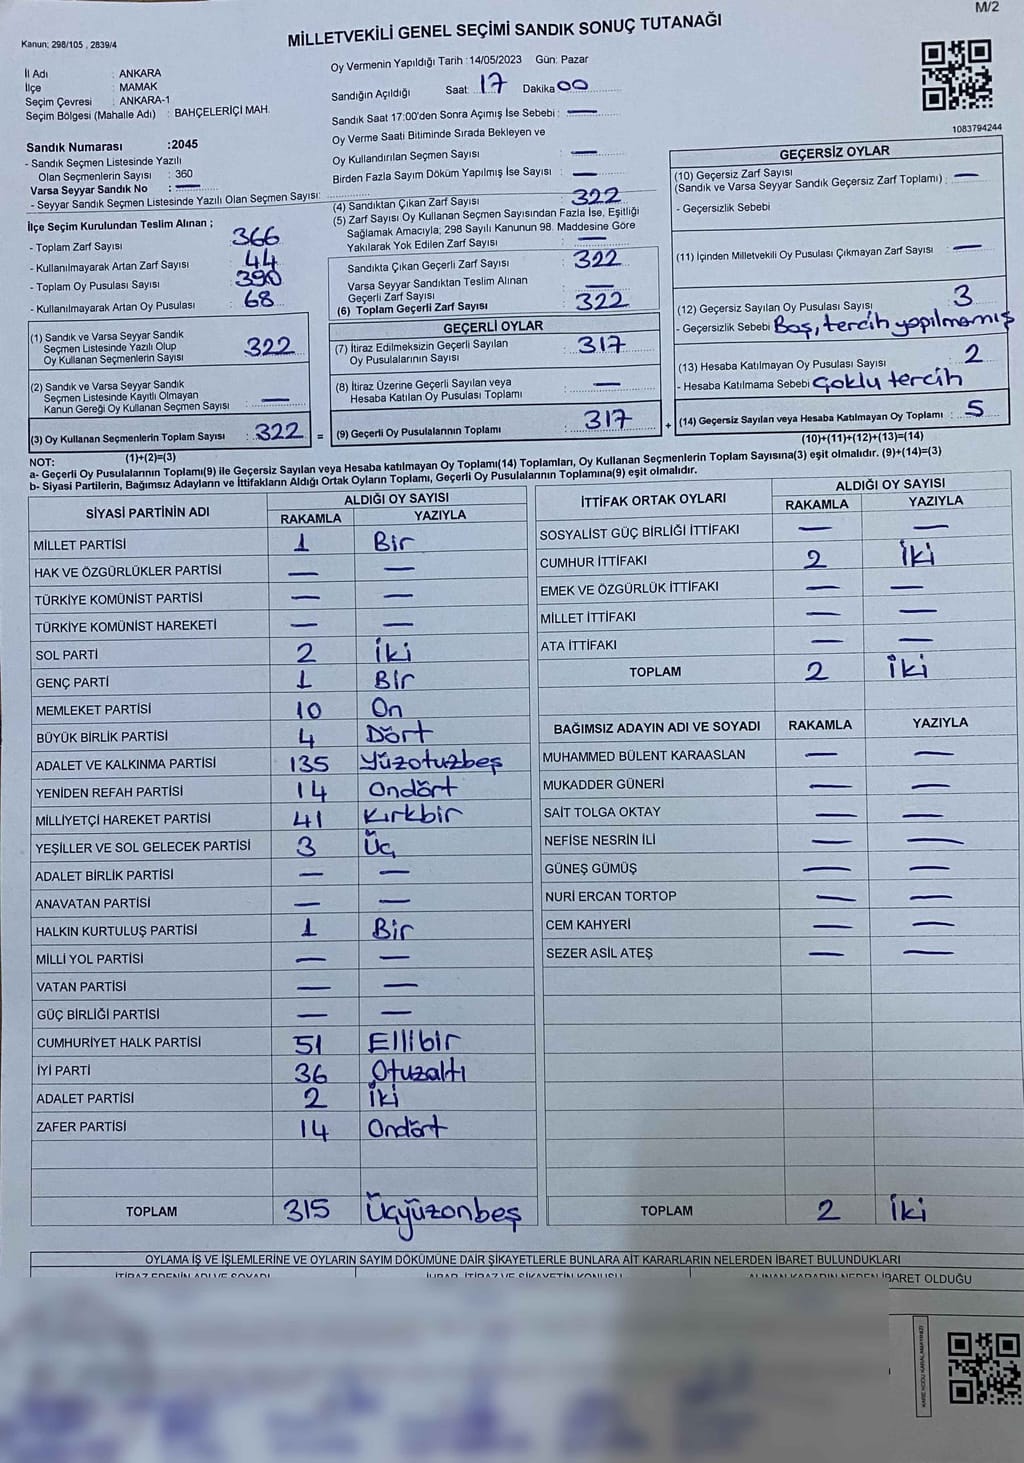 M/2
Kanun: 298/105 , 2839/4
MİLLETVEKİLİ GENEL SEÇİMİ SANDIK SONUÇ TUTANAĞI
İl Adı : ANKARA
İlçe : MAMAK
Seçim Çevresi : ANKARA-1
Seçim Bölgesi (Mahalle Adı) : BAHÇELERİÇİ MAH.
Sandık Numarası :2045
- Sandık Seçmen Listesinde Yazılı
Olan Seçmenlerin Sayısı : 360
Varsa Seyyar Sandık No : —
- Seyyar Sandık Seçmen Listesinde Yazılı Olan Seçmen Sayısı:
İlçe Seçim Kurulundan Teslim Alınan ;
- Toplam Zarf Sayısı : 366
- Kullanılmayarak Artan Zarf Sayısı : 44
- Toplam Oy Pusulası Sayısı : 390
- Kullanılmayarak Artan Oy Pusulası : 68
(1) Sandık ve Varsa Seyyar Sandık
Seçmen Listesinde Yazılı Olup
Oy Kullanan Seçmenlerin Sayısı : 322
(2) Sandık ve Varsa Seyyar Sandık
Seçmen Listesinde Kayıtlı Olmayan
Kanun Gereği Oy Kullanan Seçmen Sayısı : —
(3) Oy Kullanan Seçmenlerin Toplam Sayısı : 322 =
(1)+(2)=(3)
Oy Vermenin Yapıldığı Tarih :14/05/2023 Gün: Pazar
Sandığın Açıldığı Saat: 17 Dakika 00
Sandık Saat 17:00'den Sonra Açımış İse Sebebi : —
Oy Verme Saati Bitiminde Sırada Bekleyen ve
Oy Kullandırılan Seçmen Sayısı : —
Birden Fazla Sayım Döküm Yapılmış İse Sayısı : —
(4) Sandıktan Çıkan Zarf Sayısı : 322
(5) Zarf Sayısı Oy Kullanan Seçmen Sayısından Fazla İse, Eşitliği
Sağlamak Amacıyla; 298 Sayılı Kanunun 98. Maddesine Göre
Yakılarak Yok Edilen Zarf Sayısı : —
Sandıkta Çıkan Geçerli Zarf Sayısı : 322
Varsa Seyyar Sandıktan Teslim Alınan
Geçerli Zarf Sayısı : —
(6) Toplam Geçerli Zarf Sayısı : 322
GEÇERLİ OYLAR
(7) İtiraz Edilmeksizin Geçerli Sayılan
Oy Pusulalarının Sayısı : 317
(8) İtiraz Üzerine Geçerli Sayılan veya
Hesaba Katılan Oy Pusulası Toplamı : —
(9) Geçerli Oy Pusulalarının Toplamı : 317 +
1083794244
GEÇERSİZ OYLAR
(10) Geçersiz Zarf Sayısı
(Sandık ve Varsa Seyyar Sandık Geçersiz Zarf Toplamı) : —
- Geçersizlik Sebebi
(11) İçinden Milletvekili Oy Pusulası Çıkmayan Zarf Sayısı : —
(12) Geçersiz Sayılan Oy Pusulası Sayısı : 3
- Geçersizlik Sebebi Boş, tercih yapılmamış
(13) Hesaba Katılmayan Oy Pusulası Sayısı : 2
- Hesaba Katılmama Sebebi Çoklu tercih
(14) Geçersiz Sayılan veya Hesaba Katılmayan Oy Toplamı : 5
(10)+(11)+(12)+(13)=(14)
NOT:
a- Geçerli Oy Pusulalarının Toplam(9) ile Geçersiz Sayılan veya Hesaba katılmayan Oy Toplamı(14) Toplamları, Oy Kullanan Seçmenlerin Toplam Sayısına(3) eşit olmalıdır. (9)+(14)=(3)
b- Siyasi Partilerin, Bağımsız Adayların ve İttifakların Aldığı Ortak Oyların Toplamı, Geçerli Oy Pusulalarının Toplamına(9) eşit olmalıdır.
SİYASİ PARTİNİN ADI ALDIĞI OY SAYISI
RAKAMLA YAZIYLA
MİLLET PARTİSİ 1 Bir
HAK VE ÖZGÜRLÜKLER PARTİSİ — —
TÜRKİYE KOMÜNİST PARTİSİ — —
TÜRKİYE KOMÜNİST HAREKETİ — —
SOL PARTİ 2 İki
GENÇ PARTİ 1 Bir
MEMLEKET PARTİSİ 10 On
BÜYÜK BİRLİK PARTİSİ 4 Dört
ADALET VE KALKINMA PARTİSİ 135 Yüzotuzbeş
YENİDEN REFAH PARTİSİ 14 Ondört
MİLLİYETÇİ HAREKET PARTİSİ 41 Kırkbir
YEŞİLLER VE SOL GELECEK PARTİSİ 3 Üç
ADALET BİRLİK PARTİSİ — —
ANAVATAN PARTİSİ — —
HALKIN KURTULUŞ PARTİSİ 1 Bir
MİLLİ YOL PARTİSİ — —
VATAN PARTİSİ — —
GÜÇ BİRLİĞİ PARTİSİ — —
CUMHURİYET HALK PARTİSİ 51 Ellibir
İYİ PARTİ 36 Otuzaltı
ADALET PARTİSİ 2 İki
ZAFER PARTİSİ 14 Ondört
TOPLAM 315 Üçyüzonbeş
İTTİFAK ORTAK OYLARI ALDIĞI OY SAYISI
RAKAMLA YAZIYLA
SOSYALİST GÜÇ BİRLİĞİ İTTİFAKI — —
CUMHUR İTTİFAKI 2 İki
EMEK VE ÖZGÜRLÜK İTTİFAKI — —
MİLLET İTTİFAKI — —
ATA İTTİFAKI — —
TOPLAM 2 İki
BAĞIMSIZ ADAYIN ADI VE SOYADI RAKAMLA YAZIYLA
MUHAMMED BÜLENT KARAASLAN — —
MUKADDER GÜNERİ — —
SAİT TOLGA OKTAY — —
NEFİSE NESRİN İLİ — —
GÜNEŞ GÜMÜŞ — —
NURİ ERCAN TORTOP — —
CEM KAHYERİ — —
SEZER ASİL ATEŞ — —
TOPLAM 2 İki
OYLAMA İŞ VE İŞLEMLERİNE VE OYLARIN SAYIM DÖKÜMÜNE DAİR ŞİKAYETLERLE BUNLARA AİT KARARLARIN NELERDEN İBARET BULUNDUKLARI
İTİRAZ EDENİN ADI VE SOYADI İHBAR, İTİRAZ VE ŞİKAYETİN KONUSU ALINAN KARARIN NEDEN İBARET OLDUĞU